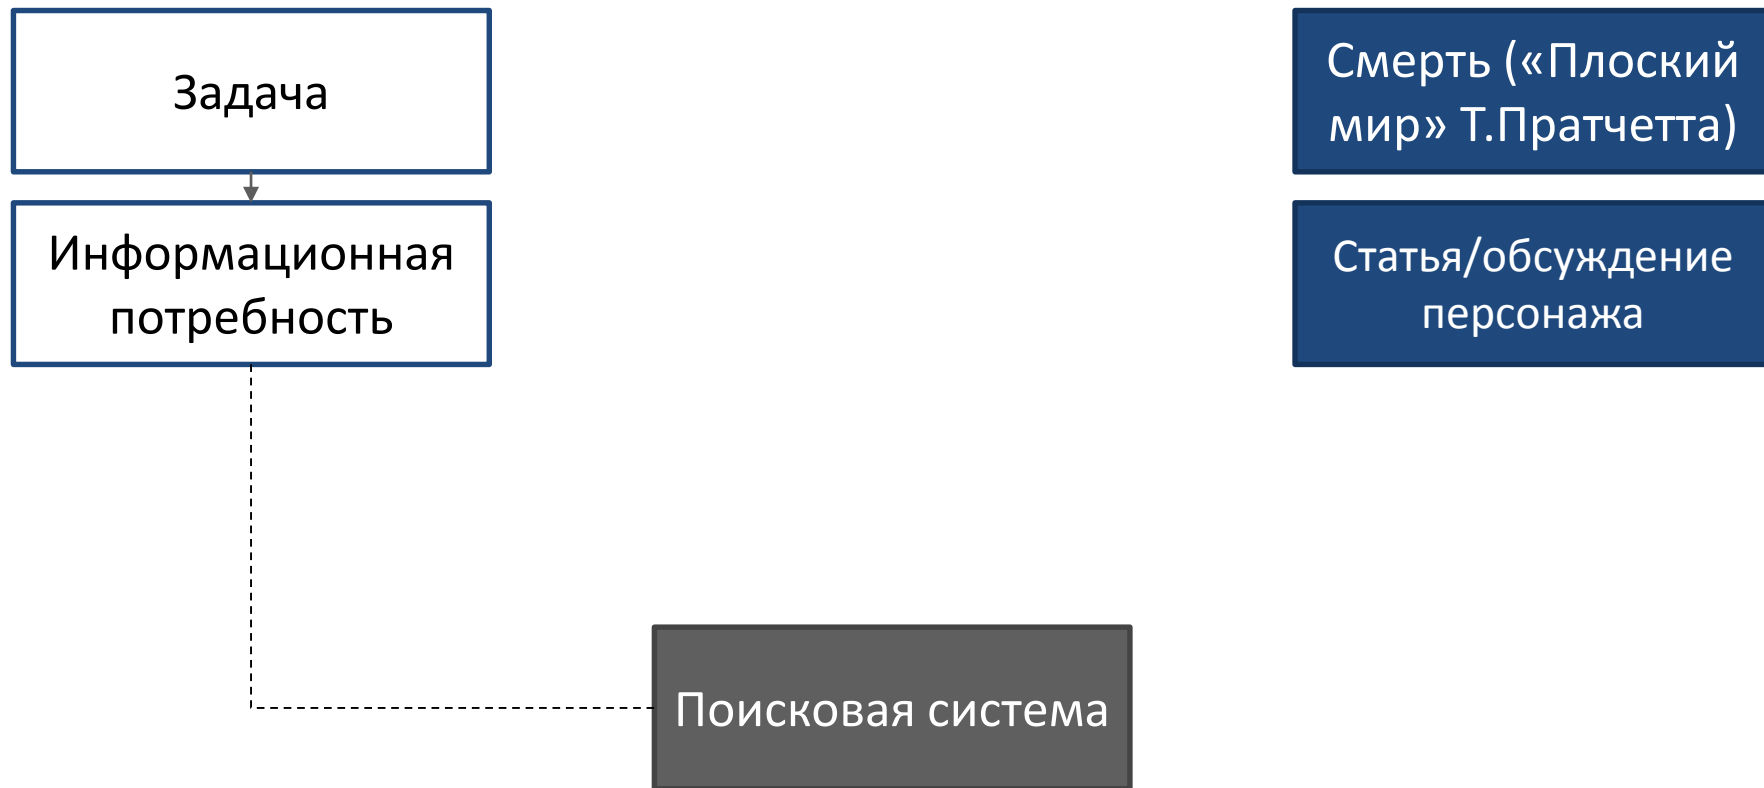 Задача
Смерть («Плоский
мир» Т.Пратчетта)
Информационная
потребность
Статья/обсуждение
персонажа
Поисковая система